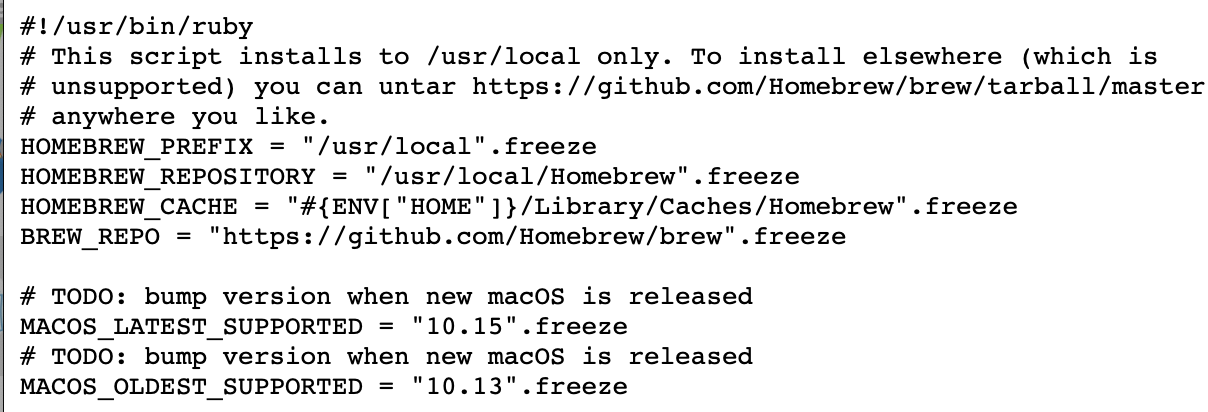 #!/usr/bin/ruby
# This script installs to /usr/local only. To install elsewhere (which is
# unsupported) you can untar https://github.com/Homebrew/brew/tarball/master
# anywhere you like.
HOMEBREW_PREFIX = "/usr/local".freeze
HOMEBREW_REPOSITORY = "/usr/local/Homebrew".freeze
HOMEBREW_CACHE = "#{ENV["HOME"]}/Library/Caches/Homebrew".freeze
BREW_REPO = "https://github.com/Homebrew/brew".freeze

# TODO: bump version when new macOS is released
MACOS_LATEST_SUPPORTED = "10.15".freeze
# TODO: bump version when new macOS is released
MACOS_OLDEST_SUPPORTED = "10.13".freeze